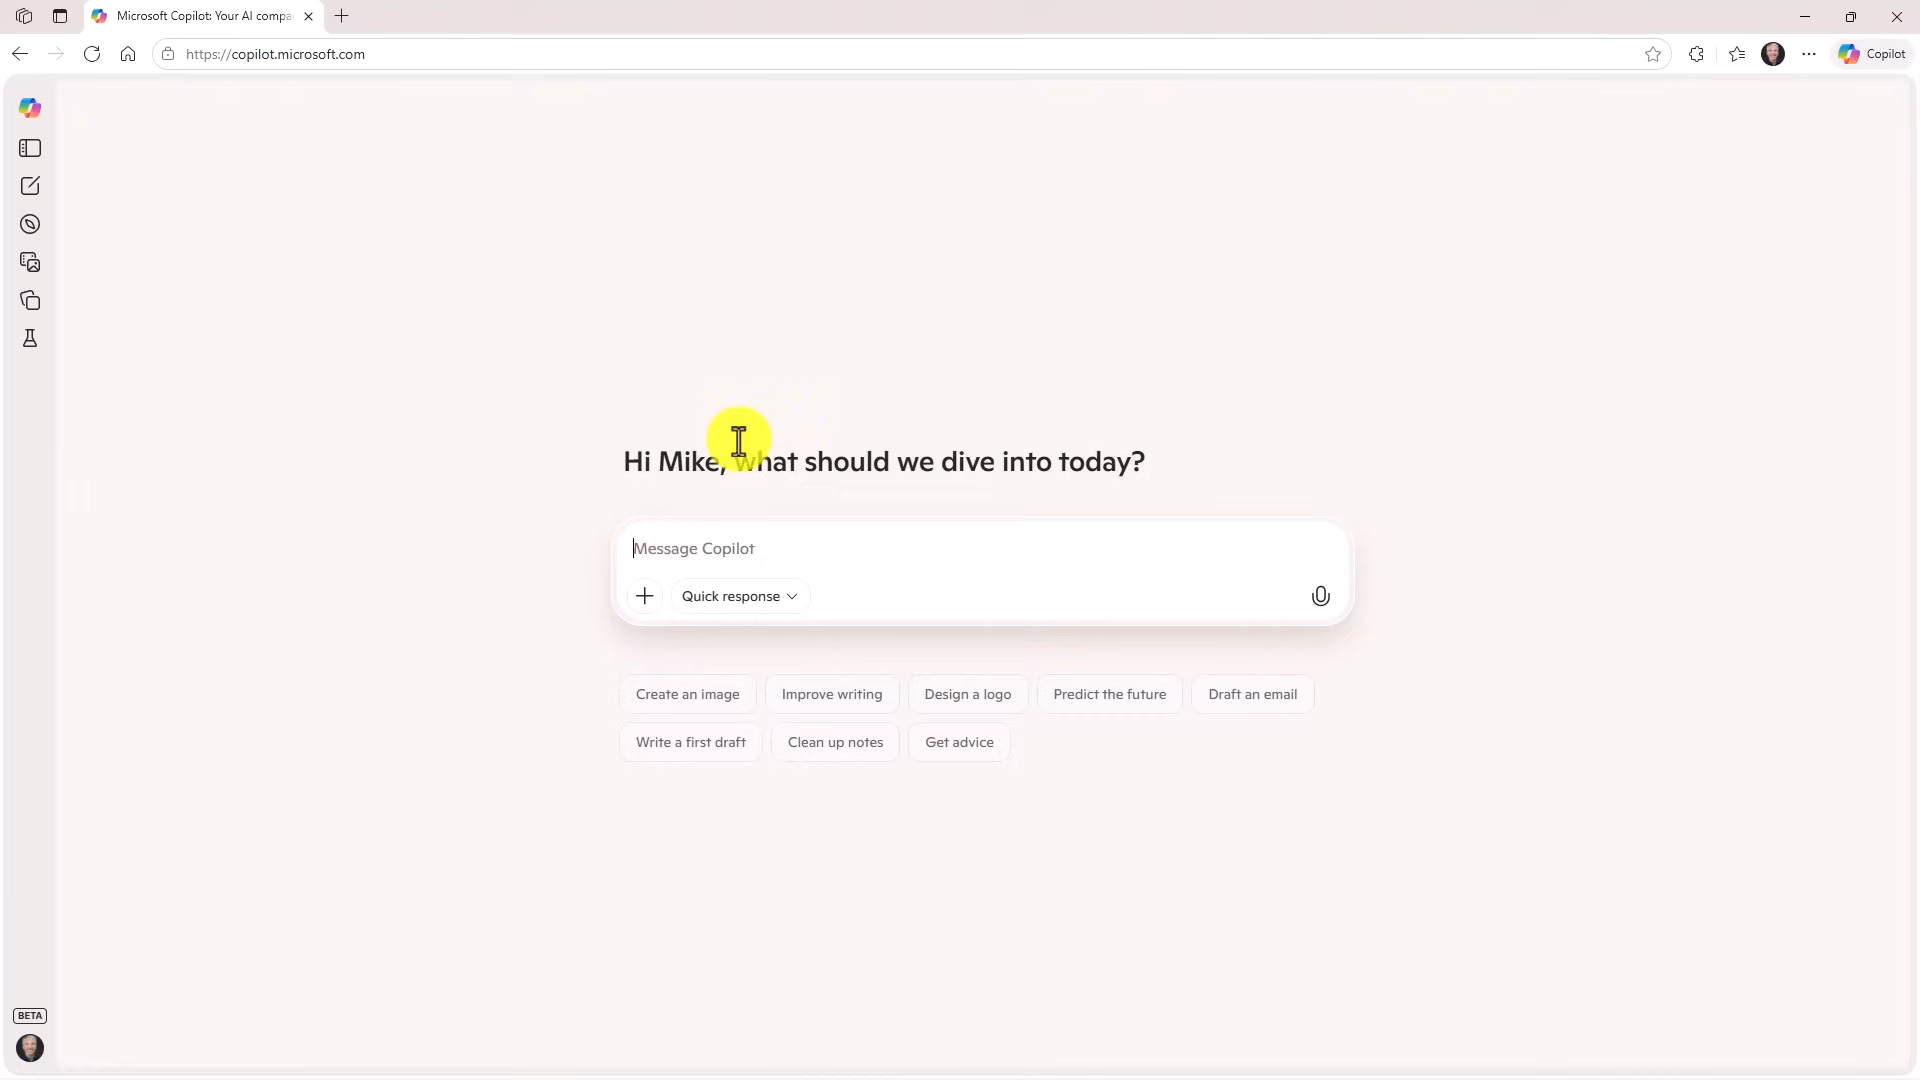 Microsoft Copilot: Your AI compa
https://copilot.microsoft.com
Copilot
Hi Mike, what should we dive into today?
Message Copilot
Quick response
Create an image
Improve writing
Design a logo
Predict the future
Draft an email
Write a first draft
Clean up notes
Get advice
BETA